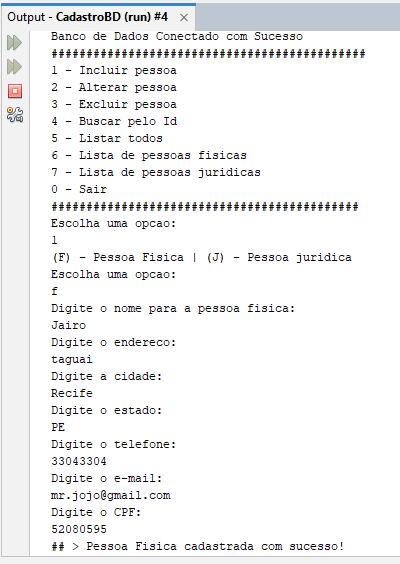 Output - CadastroBD (run) #4
Banco de Dados Conectado com Sucesso
#############################################
1 - Incluir pessoa
2 - Alterar pessoa
3 - Excluir pessoa
4 - Buscar pelo Id
5 - Listar todos
6 - Lista de pessoas fisicas
7 - Lista de pessoas juridicas
0 - Sair
############################################
Escolha uma opcao:
1
(F) - Pessoa Fisica | (J) - Pessoa juridica
Escolha uma opcao:
f
Digite o nome para a pessoa fisica:
Jairo
Digite o endereco:
taguai
Digite a cidade:
Recife
Digite o estado:
PE
Digite o telefone:
33043304
Digite o e-mail:
mr.jojo@gmail.com
Digite o CPF:
52080595
## > Pessoa Fisica cadastrada com sucesso!